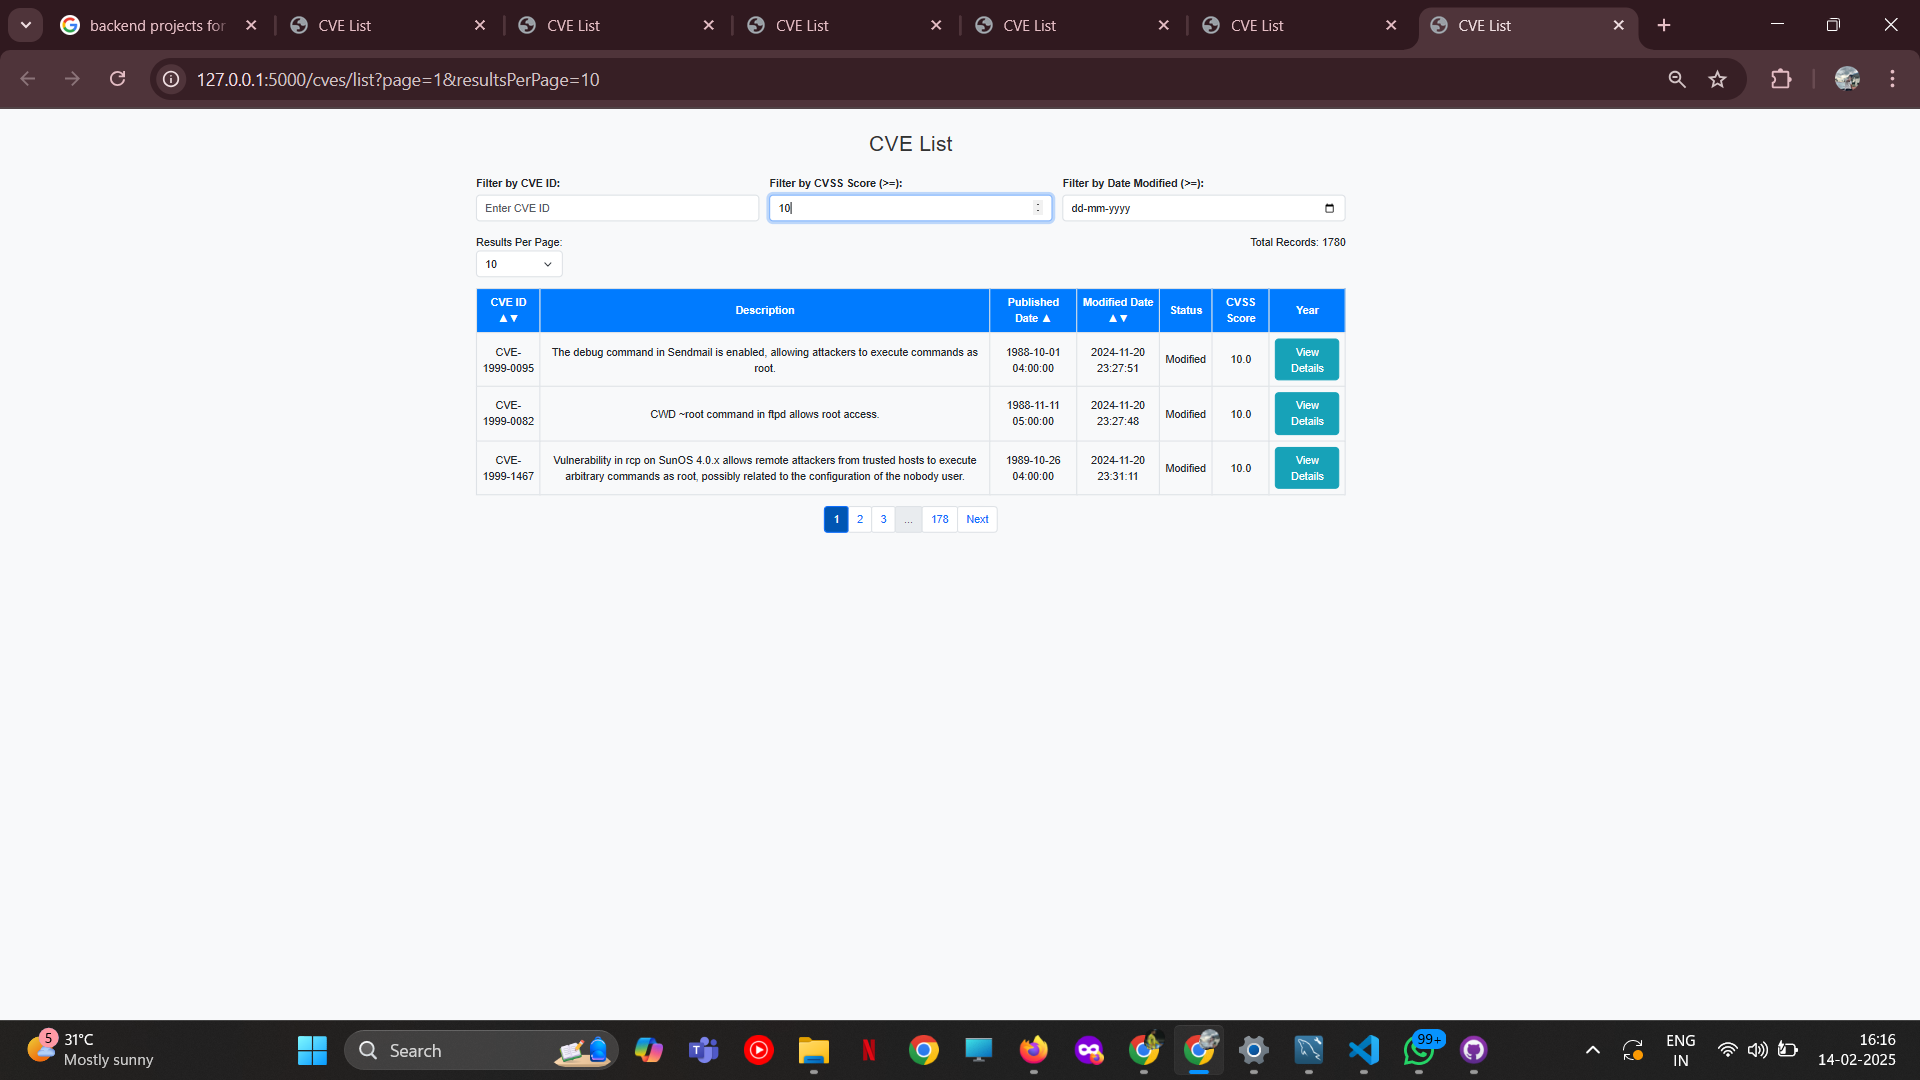 backend projects for
CVE List
CVE List
CVE List
CVE List
CVE List
CVE List
127.0.0.1:5000/cves/list?page=1&resultsPerPage=10
CVE List
Filter by CVE ID:
Filter by CVSS Score (>=):
Filter by Date Modified (>=):
Enter CVE ID
10
dd-mm-yyyy
Results Per Page:
Total Records: 1780
10
CVE ID ▲▼
Description
Published Date ▲
Modified Date ▲▼
Status
CVSS Score
Year
CVE-1999-0095
The debug command in Sendmail is enabled, allowing attackers to execute commands as
root.
1988-10-01
04:00:00
2024-11-20
23:27:51
Modified
10.0
View
Details
CVE-1999-0082
CWD ~root command in ftpd allows root access.
1988-11-11
05:00:00
2024-11-20
23:27:48
Modified
10.0
View
Details
CVE-1999-1467
Vulnerability in rcp on SunOS 4.0.x allows remote attackers from trusted hosts to execute
arbitrary commands as root, possibly related to the configuration of the nobody user.
1989-10-26
04:00:00
2024-11-20
23:31:11
Modified
10.0
View
Details
1 2 3 ... 178 Next
5
31°C
Mostly sunny
Search
99+
ENG
IN
16:16
14-02-2025